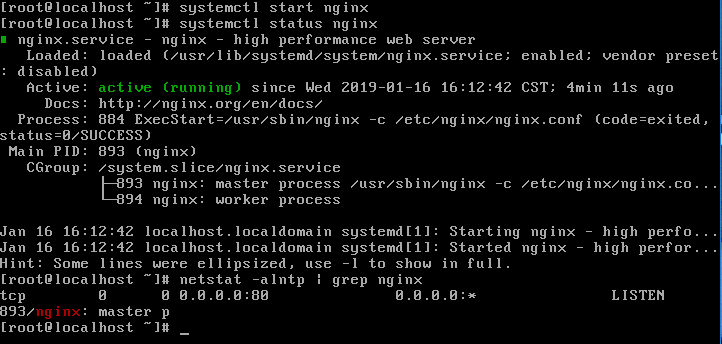 [root@localhost ~]# systemctl start nginx
[root@localhost ~]# systemctl status nginx
nginx.service - nginx - high performance web server
Loaded: loaded (/usr/lib/systemd/system/nginx.service; enabled; vendor preset
: disabled)
Active: active (running) since Wed 2019-01-16 16:12:42 CST; 4min 11s ago
Docs: http://nginx.org/en/docs/
Process: 884 ExecStart=/usr/sbin/nginx -c /etc/nginx/nginx.conf (code=exited,
status=0/SUCCESS)
Main PID: 893 (nginx)
CGroup: /system.slice/nginx.service
├─893 nginx: master process /usr/sbin/nginx -c /etc/nginx/nginx.co...
└─894 nginx: worker process
Jan 16 16:12:42 localhost.localdomain systemd[1]: Starting nginx - high perfo...
Jan 16 16:12:42 localhost.localdomain systemd[1]: Started nginx - high perfor...
Hint: Some lines were ellipsized, use -l to show in full.
[root@localhost ~]# netstat -alntp | grep nginx
tcp 0 0 0.0.0.0:80 0.0.0.0:* LISTEN
893/nginx: master p
[root@localhost ~]# _